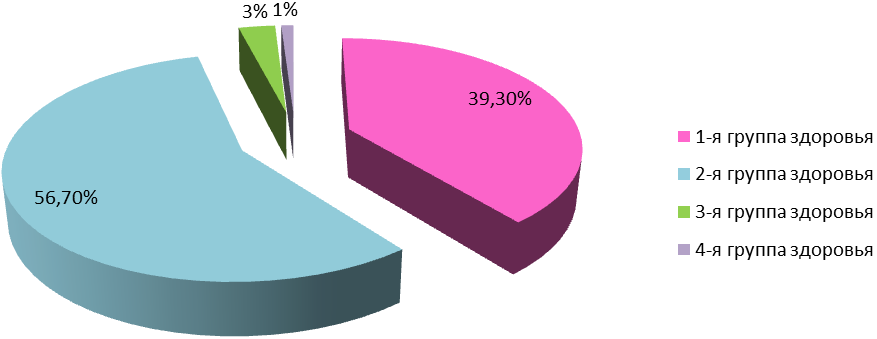 3%
1%
39,30%
56,70%
1-я группа здоровья
2-я группа здоровья
3-я группа здоровья
4-я группа здоровья